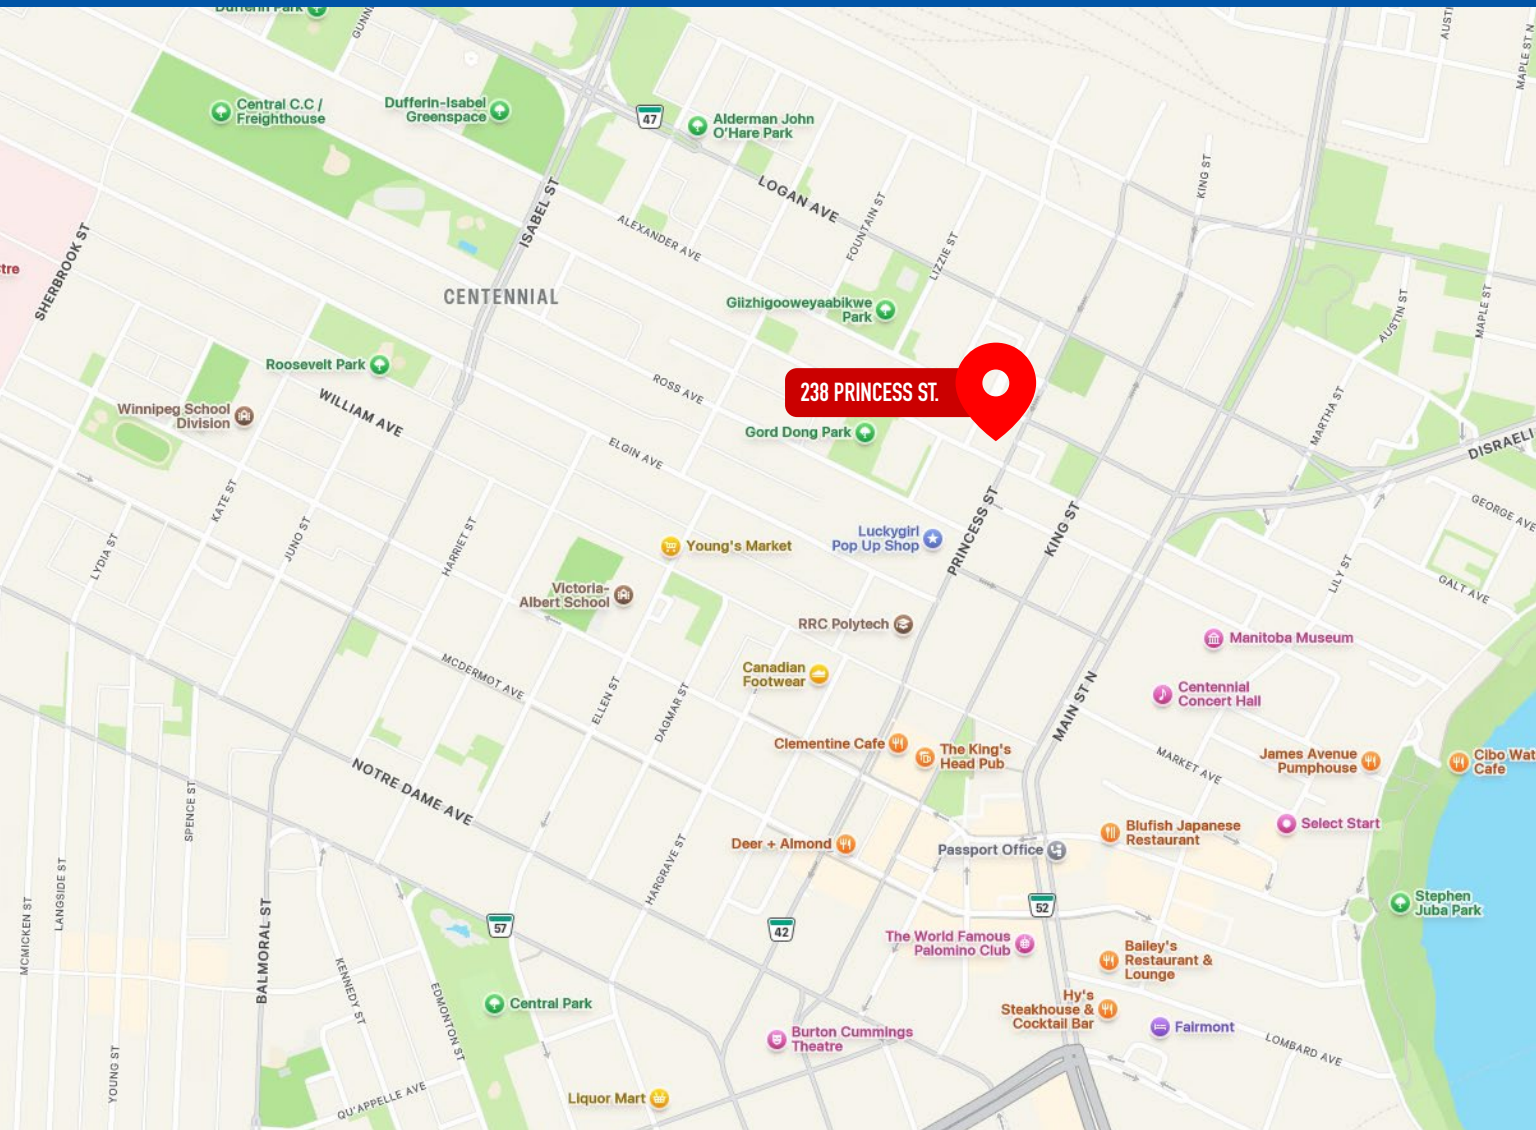 Dufferin Park
GUNN
AUSTI
MAPLE ST N
Central C.C /
Freighthouse
Dufferin-Isabel
Greenspace
47
Alderman John
O'Hare Park
LOGAN AVE
KING ST
ISABEL ST
ALEXANDER AVE
FOUNTAIN ST
LIZZIE ST
SHERBROOK ST
tre
CENTENNIAL
Giizhigooweyaabikwe
Park
AUSTIN ST
MAPLE ST
Roosevelt Park
ROSS AVE
238 PRINCESS ST.
WILLIAM AVE
Winnipeg School
Division
Gord Dong Park
MARTHA ST
DISRAELI
ELGIN AVE
KATE ST
JUNO ST
HARRIET ST
LYDIA ST
Young's Market
Luckygirl
Pop Up Shop
PRINCESS ST
KING ST
GEORGE AVE
LILY ST
GALT AVE
Victoria-
Albert School
RRC Polytech
Manitoba Museum
MCDERMOT AVE
ELLEN ST
DAGMAR ST
Canadian
Footwear
Centennial
Concert Hall
MAIN ST N
Clementine Cafe
The King's
Head Pub
MARKET AVE
James Avenue
Pumphouse
Cibo Wat
Cafe
NOTRE DAME AVE
SPENCE ST
Deer + Almond
Passport Office
Blufish Japanese
Restaurant
Select Start
HARGRAVE ST
LANGSIDE ST
MCMICKEN ST
BALMORAL ST
57
42
52
Stephen
Juba Park
The World Famous
Palomino Club
Bailey's
Restaurant &
Lounge
KENNEDY ST
EDMONTON ST
Central Park
Hy's
Steakhouse &
Cocktail Bar
Fairmont
Burton Cummings
Theatre
LOMBARD AVE
YOUNG ST
QU'APPELLE AVE
Liquor Mart